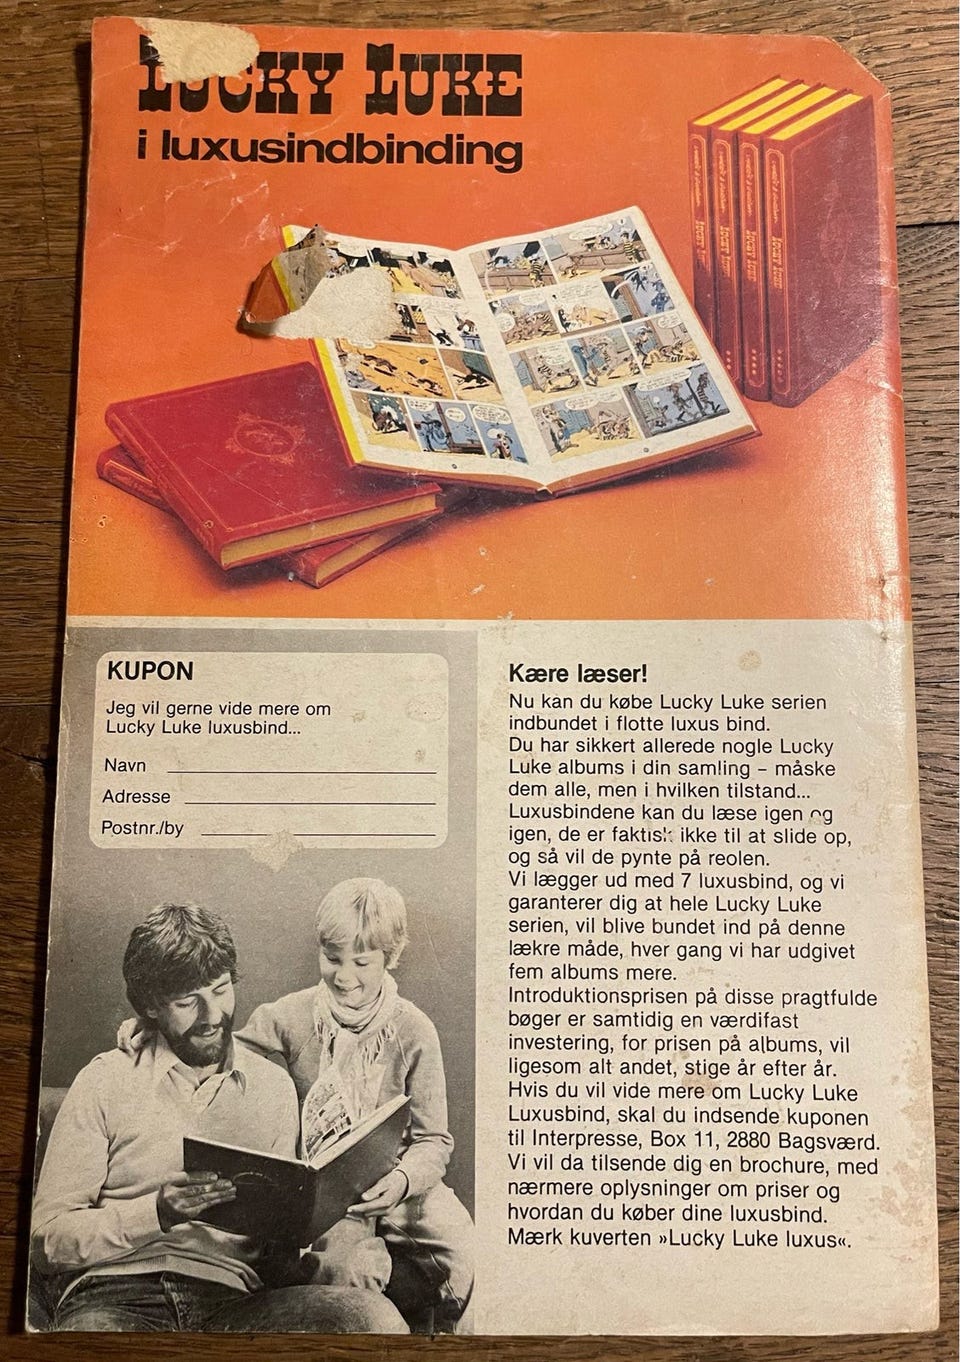 LUCKY LUKE
i luxusindbinding
KUPON
Jeg vil gerne vide mere om
Lucky Luke luxusbind...
Navn
Adresse
Postnr./by
Kære læser!
Nu kan du købe Lucky Luke serien
indbundet i flotte luxus bind.
Du har sikkert allerede nogle Lucky
Luke albums i din samling – måske
dem alle, men i hvilken tilstand...
Luxusbindene kan du læse igen og
igen, de er faktisk ikke til at slide op,
og så vil de pynte på reolen.
Vi lægger ud med 7 luxusbind, og vi
garanterer dig at hele Lucky Luke
serien, vil blive bundet ind på denne
lækre måde, hver gang vi har udgivet
fem albums mere.
Introduktionsprisen på disse pragtfulde
bøger er samtidig en værdifast
investering, for prisen på albums, vil
ligesom alt andet, stige år efter år.
Hvis du vil vide mere om Lucky Luke
Luxusbind, skal du indsende kuponen
til Interpresse, Box 11, 2880 Bagsværd.
Vi vil da tilsende dig en brochure, med
nærmere oplysninger om priser og
hvordan du køber dine luxusbind.
Mærk kuverten »Lucky Luke luxus«.
LUCKY LUKE
LUCKY LUKE
LUCKY LUKE
LUCKY LUKE